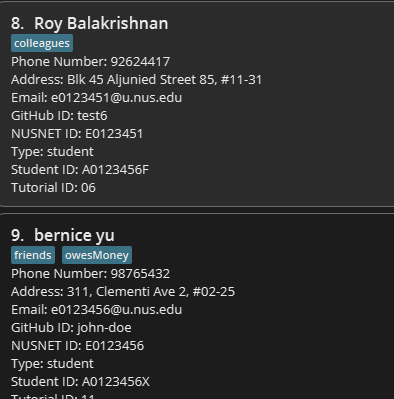 8. Roy Balakrishnan
colleagues
Phone Number: 92624417
Address: Blk 45 Aljunied Street 85, #11-31
Email: e0123451@u.nus.edu
GitHub ID: test6
NUSNET ID: E0123451
Type: student
Student ID: A0123456F
Tutorial ID: 06
9. bernice yu
friends owesMoney
Phone Number: 98765432
Address: 311, Clementi Ave 2, #02-25
Email: e0123456@u.nus.edu
GitHub ID: john-doe
NUSNET ID: E0123456
Type: student
Student ID: A0123456X
Tutorial ID: 11